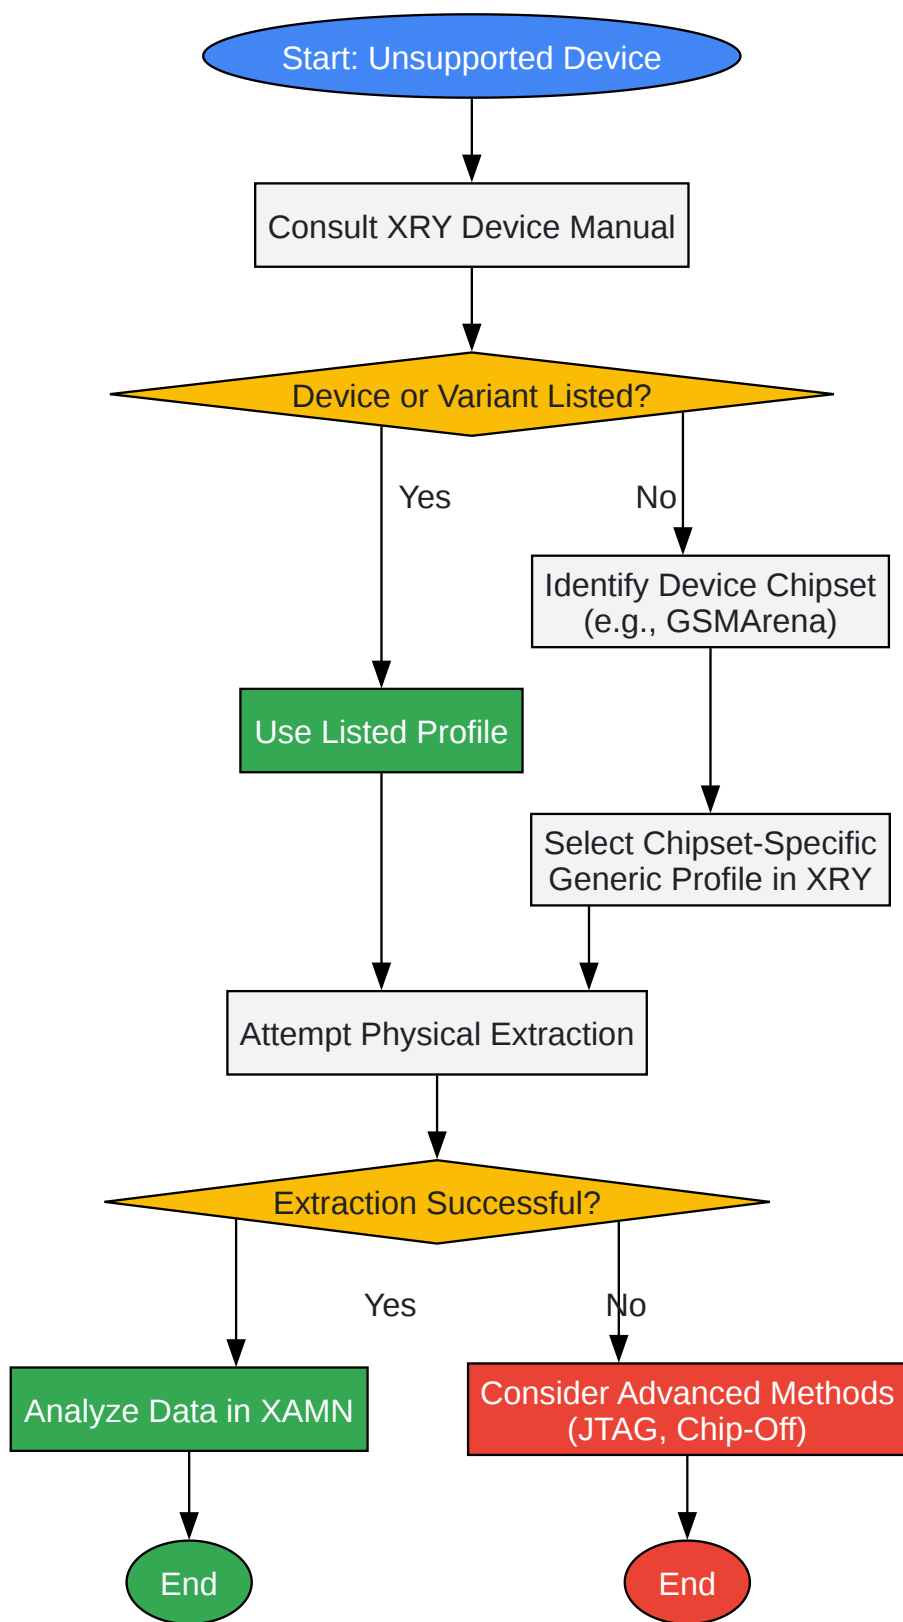 Start: Unsupported Device
Consult XRY Device Manual
Device or Variant Listed?
Yes
No
Identify Device Chipset
(e.g., GSMArena)
Use Listed Profile
Select Chipset-Specific
Generic Profile in XRY
Attempt Physical Extraction
Extraction Successful?
Yes
No
Analyze Data in XAMN
Consider Advanced Methods
(JTAG, Chip-Off)
End
End